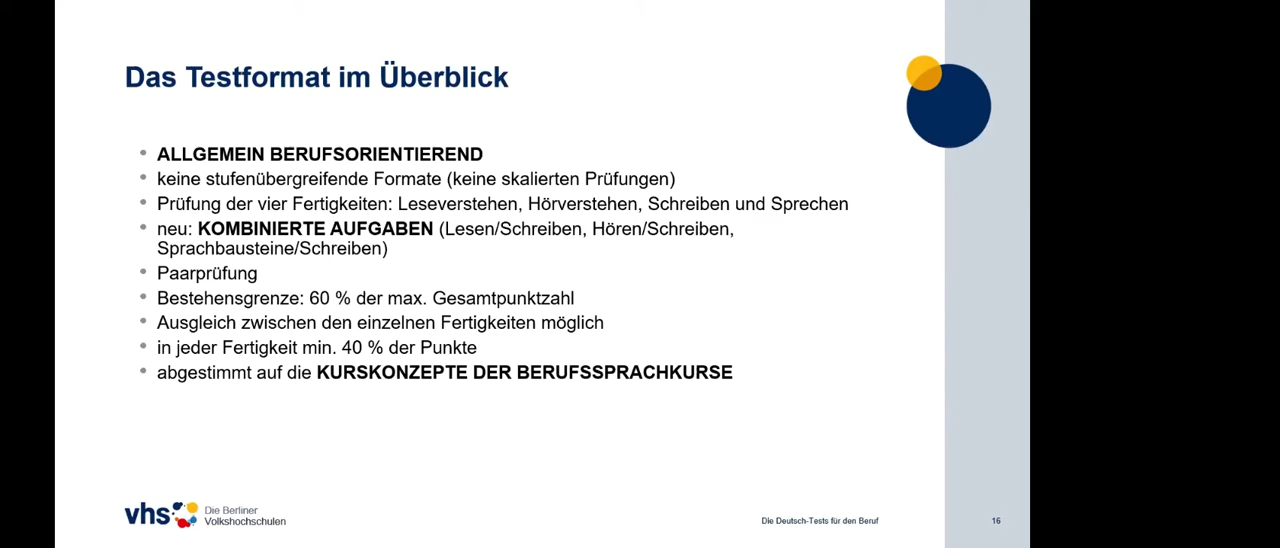 Das Testformat im Überblick
• ALLGEMEIN BERUFSORIENTIEREND
• keine stufenübergreifende Formate (keine skalierten Prüfungen)
• Prüfung der vier Fertigkeiten: Leseverstehen, Hörverstehen, Schreiben und Sprechen
• neu: KOMBINIERTE AUFGABEN (Lesen/Schreiben, Hören/Schreiben,
Sprachbausteine/Schreiben)
• Paarprüfung
• Bestehensgrenze: 60 % der max. Gesamtpunktzahl
• Ausgleich zwischen den einzelnen Fertigkeiten möglich
• in jeder Fertigkeit min. 40 % der Punkte
• abgestimmt auf die KURSKONZEPTE DER BERUFSSPRACHKURSE
vhs Die Berliner
Volkshochschulen
Die Deutsch-Tests für den Beruf
16